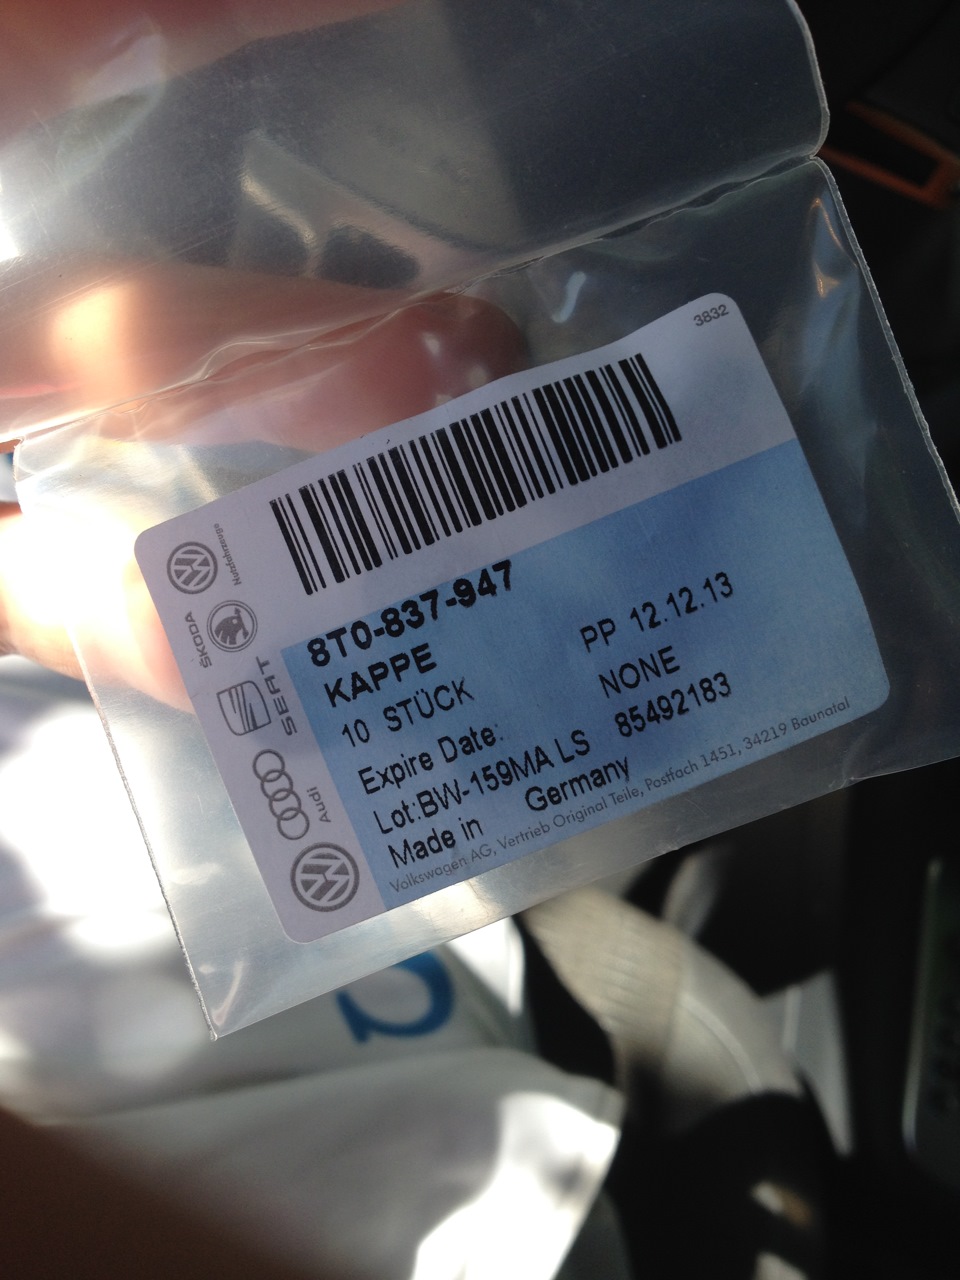 3832
8T0-837-947
KAPPE
10 STÜCK PP 12.12.13
Expire Date: NONE
Lot:BW-159MA LS 85492183
Made in Germany
Volkswagen AG, Vertrieb Original Teile, Postfach 1451, 34219 Baunatal
Nutzfahrzeuge
ŠKODA
SEAT
Audi